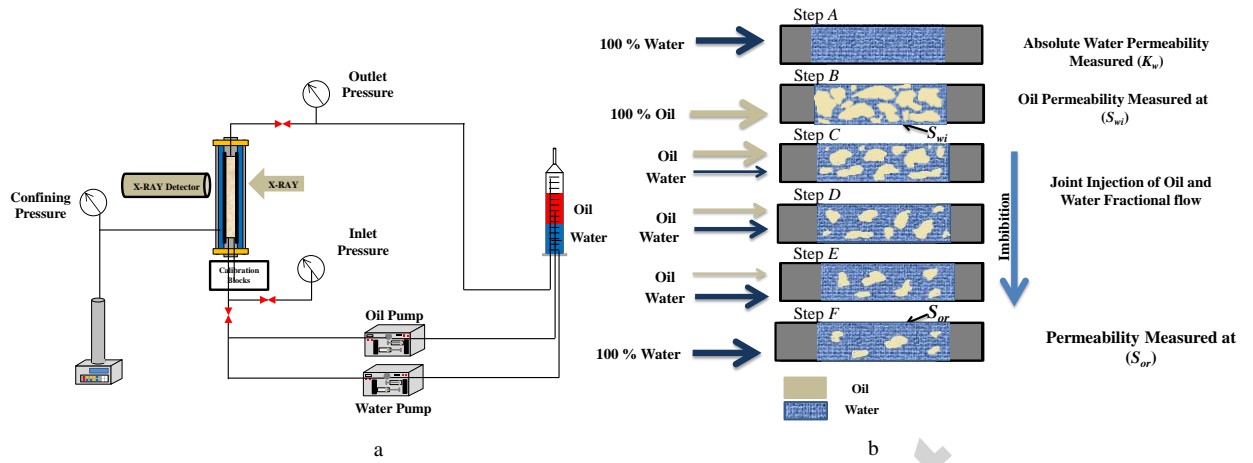 Outlet
Pressure
X-RAY Detector
X-RAY
Confining
Pressure
Inlet
Pressure
Calibration
Blocks
Oil
Water
Oil Pump
Water Pump
a
Step A
100 % Water
Absolute Water Permeability
Measured (Kw)
Step B
100 % Oil
Oil Permeability Measured at
(Swi)
Swi
Step C
Oil
Water
Joint Injection of Oil and
Water Fractional flow
Step D
Oil
Water
Imbibition
Step E
Oil
Water
Step F
Sor
100 % Water
Permeability Measured at
(Sor)
Oil
Water
b